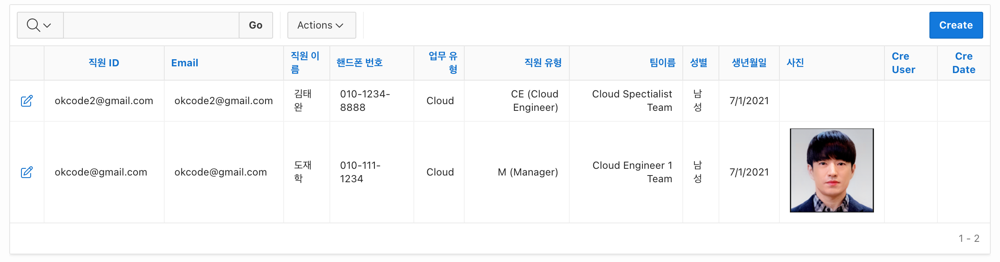 Go
Actions
Create
직원 ID
Email
직원 이
름
핸드폰 번호
업무 유
형
직원 유형
팀이름
성별
생년월일
사진
Cre
User
Cre
Date
okcode2@gmail.com
okcode2@gmail.com
김태
완
010-1234-
8888
Cloud
CE (Cloud
Engineer)
Cloud Spectialist
Team
남
성
7/1/2021
okcode@gmail.com
okcode@gmail.com
도재
학
010-111-
1234
Cloud
M (Manager)
Cloud Engineer 1
Team
남
성
7/1/2021
1 - 2